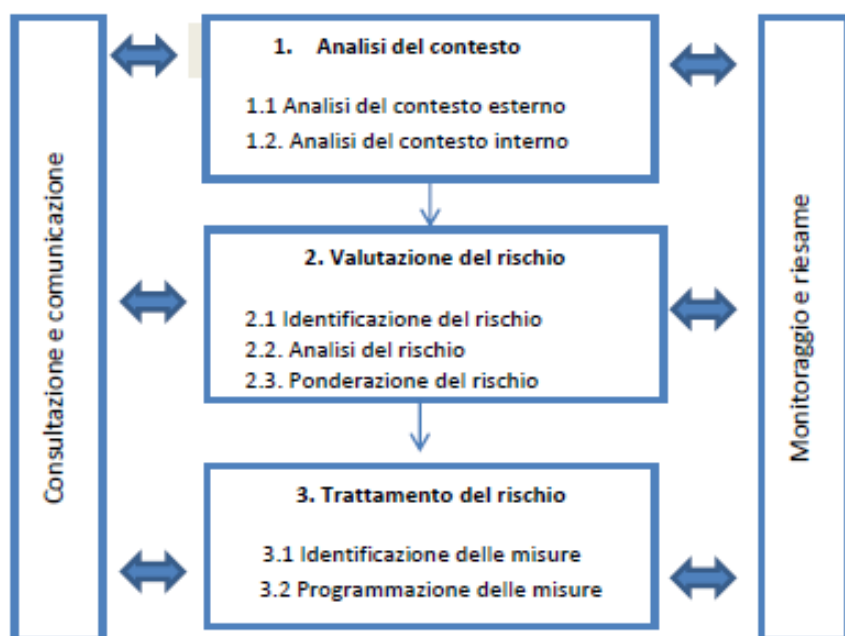 Consultazione e comunicazione
1. Analisi del contesto
1.1 Analisi del contesto esterno
1.2. Analisi del contesto interno
2. Valutazione del rischio
2.1 Identificazione del rischio
2.2. Analisi del rischio
2.3. Ponderazione del rischio
3. Trattamento del rischio
3.1 Identificazione delle misure
3.2 Programmazione delle misure
Monitoraggio e riesame